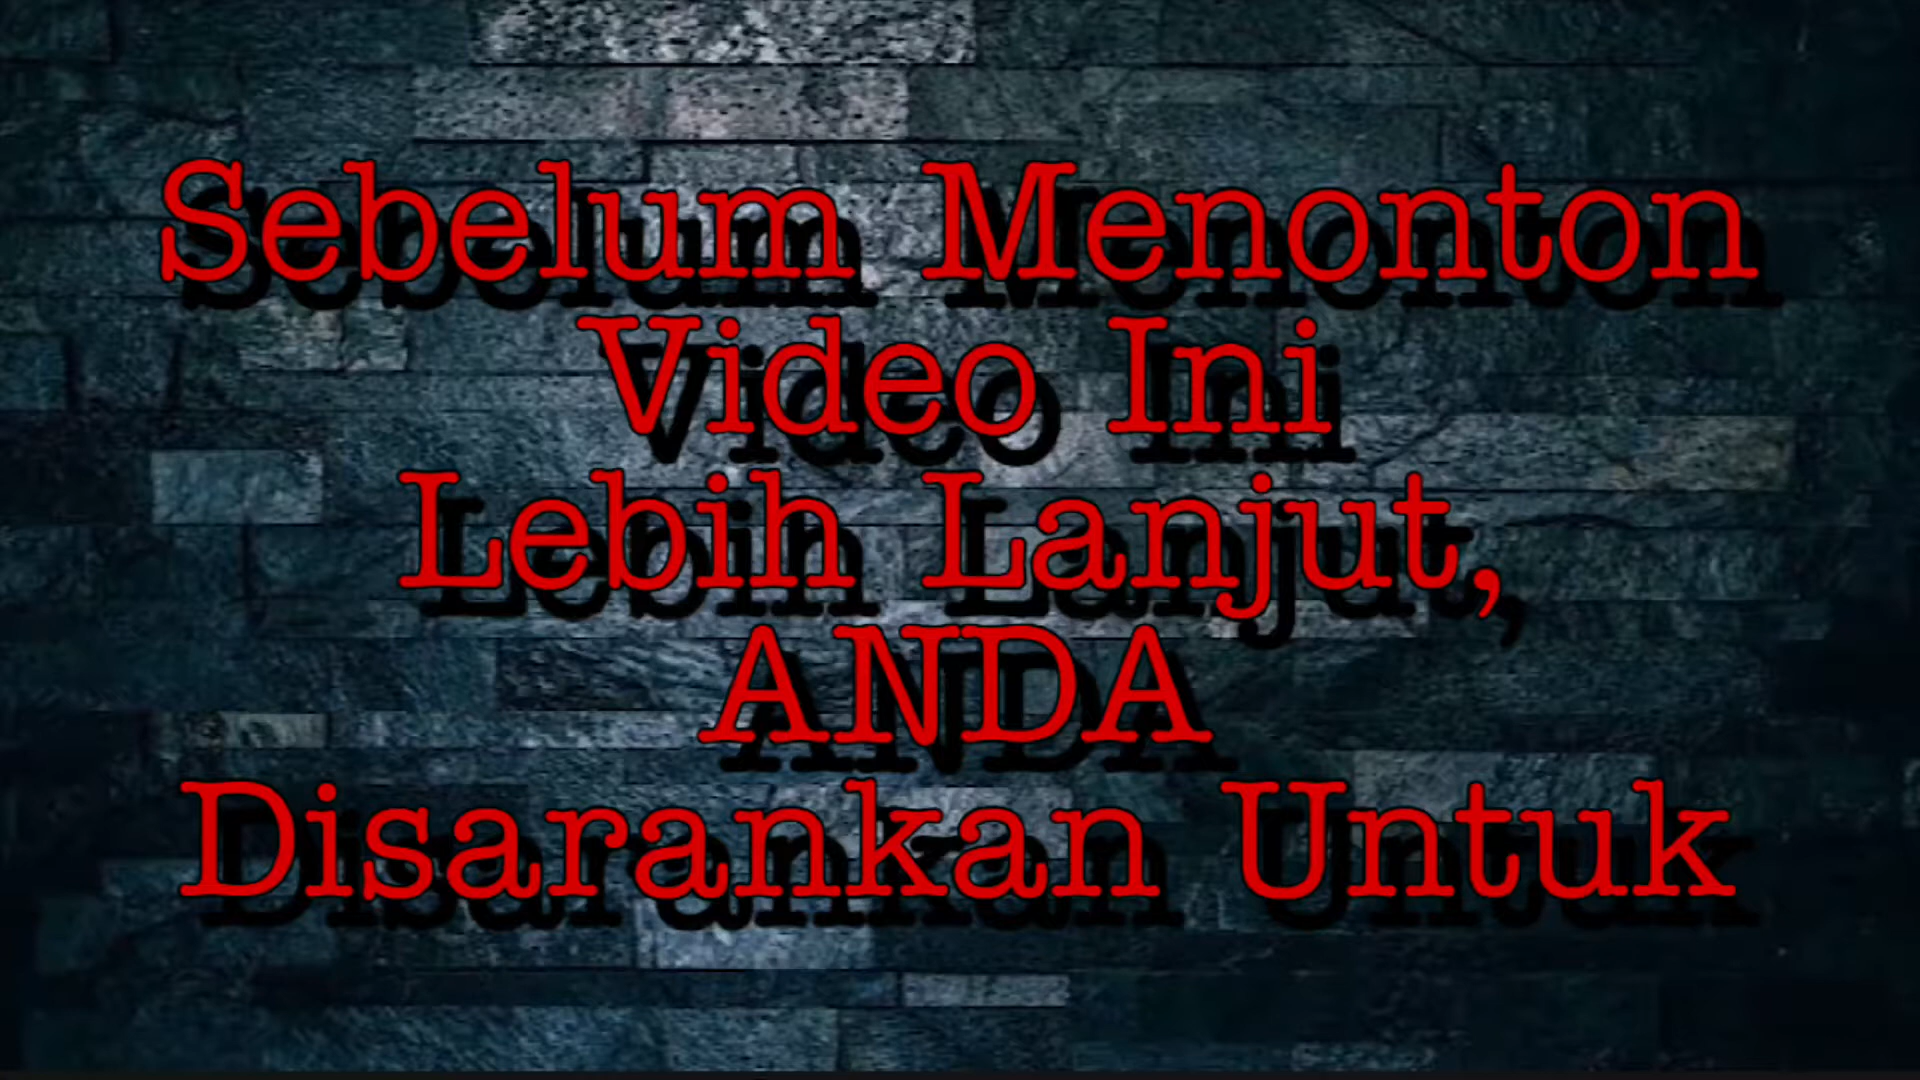 Sebelum Menonton
Video Ini
Lebih Lanjut,
ANDA
Disarankan Untuk